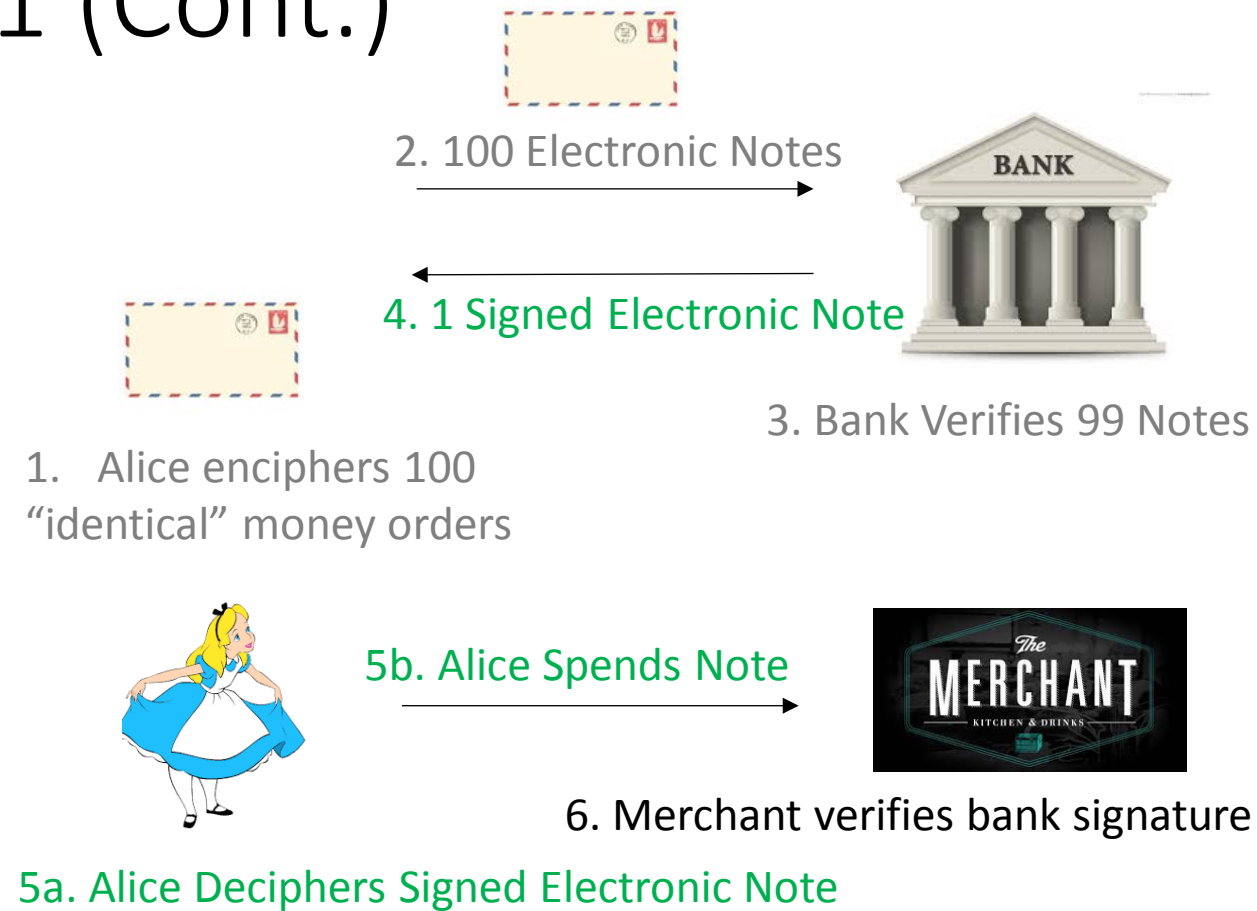 1 (Cont.)
2. 100 Electronic Notes
BANK
4. 1 Signed Electronic Note
3. Bank Verifies 99 Notes
1. Alice enciphers 100
“identical” money orders
5b. Alice Spends Note
The
MERCHANT
KITCHEN & DRINKS
6. Merchant verifies bank signature
5a. Alice Deciphers Signed Electronic Note